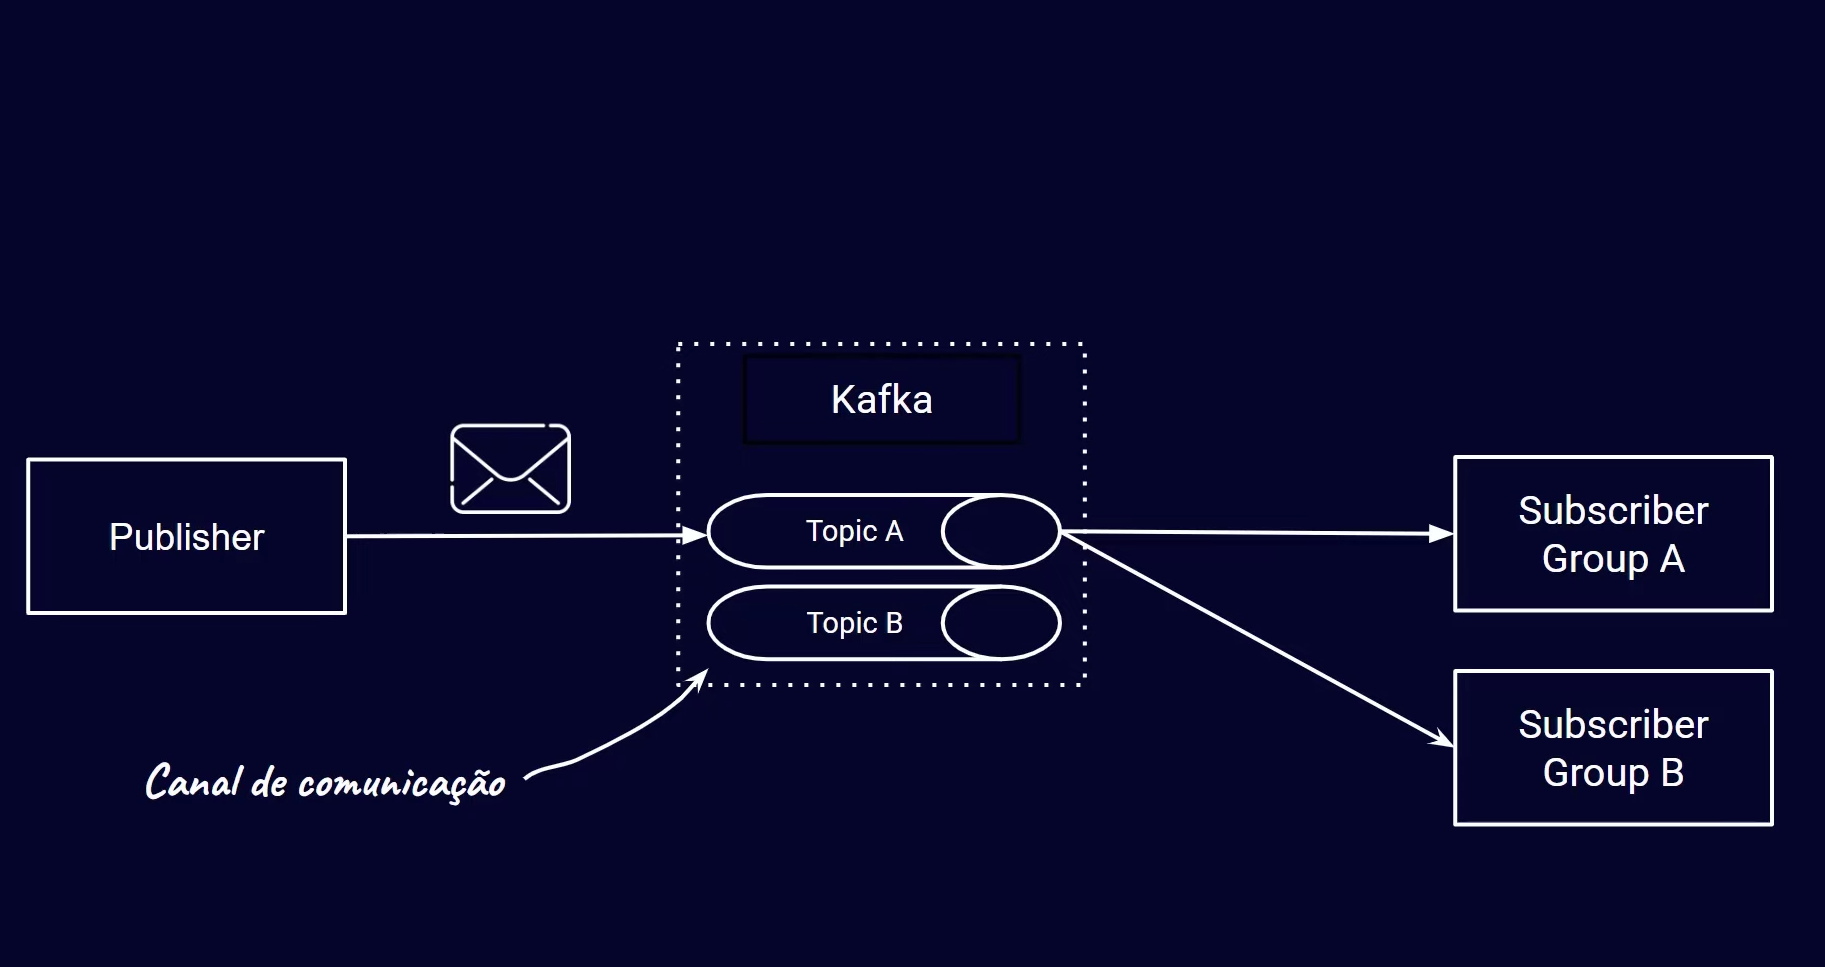 Kafka
Publisher
Topic A
Topic B
Subscriber
Group A
Subscriber
Group B
Canal de comunicação